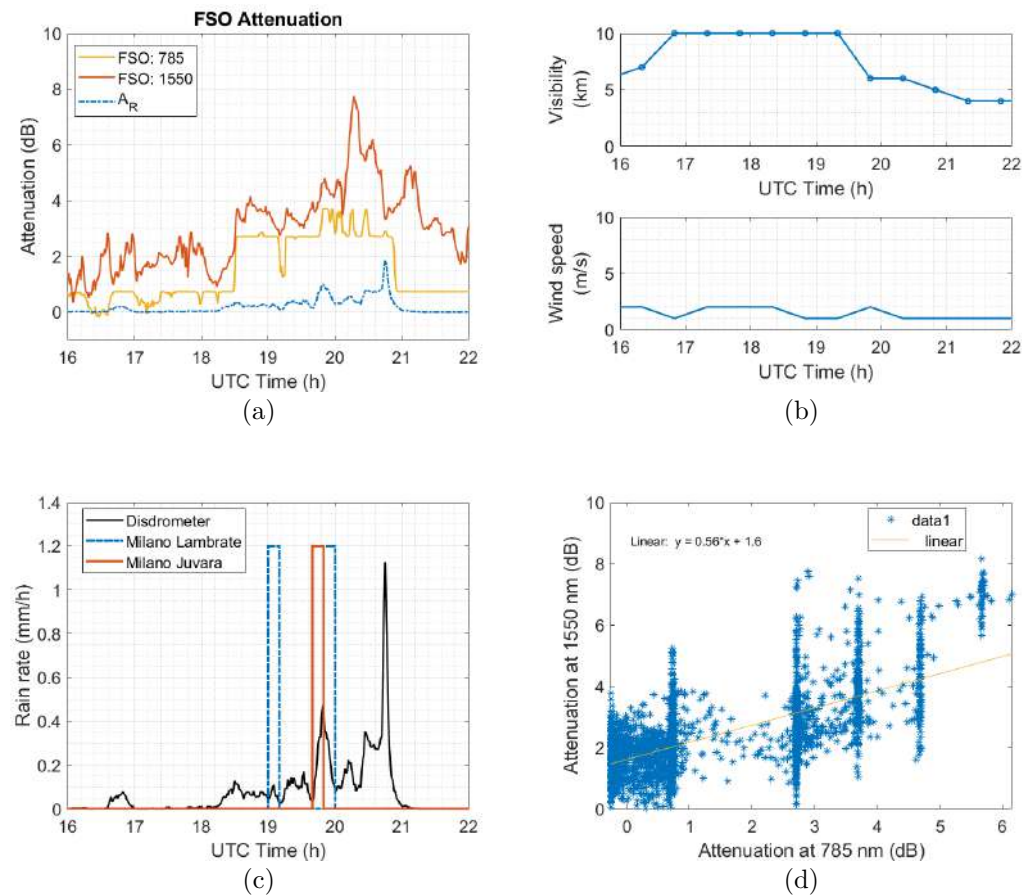 FSO Attenuation
10
8
6
4
2
0
Attenuation (dB)
FSO: 785
FSO: 1550
A_R
16 17 18 19 20 21 22
UTC Time (h)
(a)
10
5
0
Visibility
(km)
16 17 18 19 20 21 22
UTC Time (h)
10
5
0
Wind speed
(m/s)
16 17 18 19 20 21 22
UTC Time (h)
(b)
1.4
1.2
1
0.8
0.6
0.4
0.2
0
Rain rate (mm/h)
Disdrometer
Milano Lambrate
Milano Juvara
16 17 18 19 20 21 22
UTC Time (h)
(c)
10
8
6
4
2
0
Attenuation at 1550 nm (dB)
data1
linear
Linear: y = 0.56*x + 1.6
0 1 2 3 4 5 6
Attenuation at 785 nm (dB)
(d)